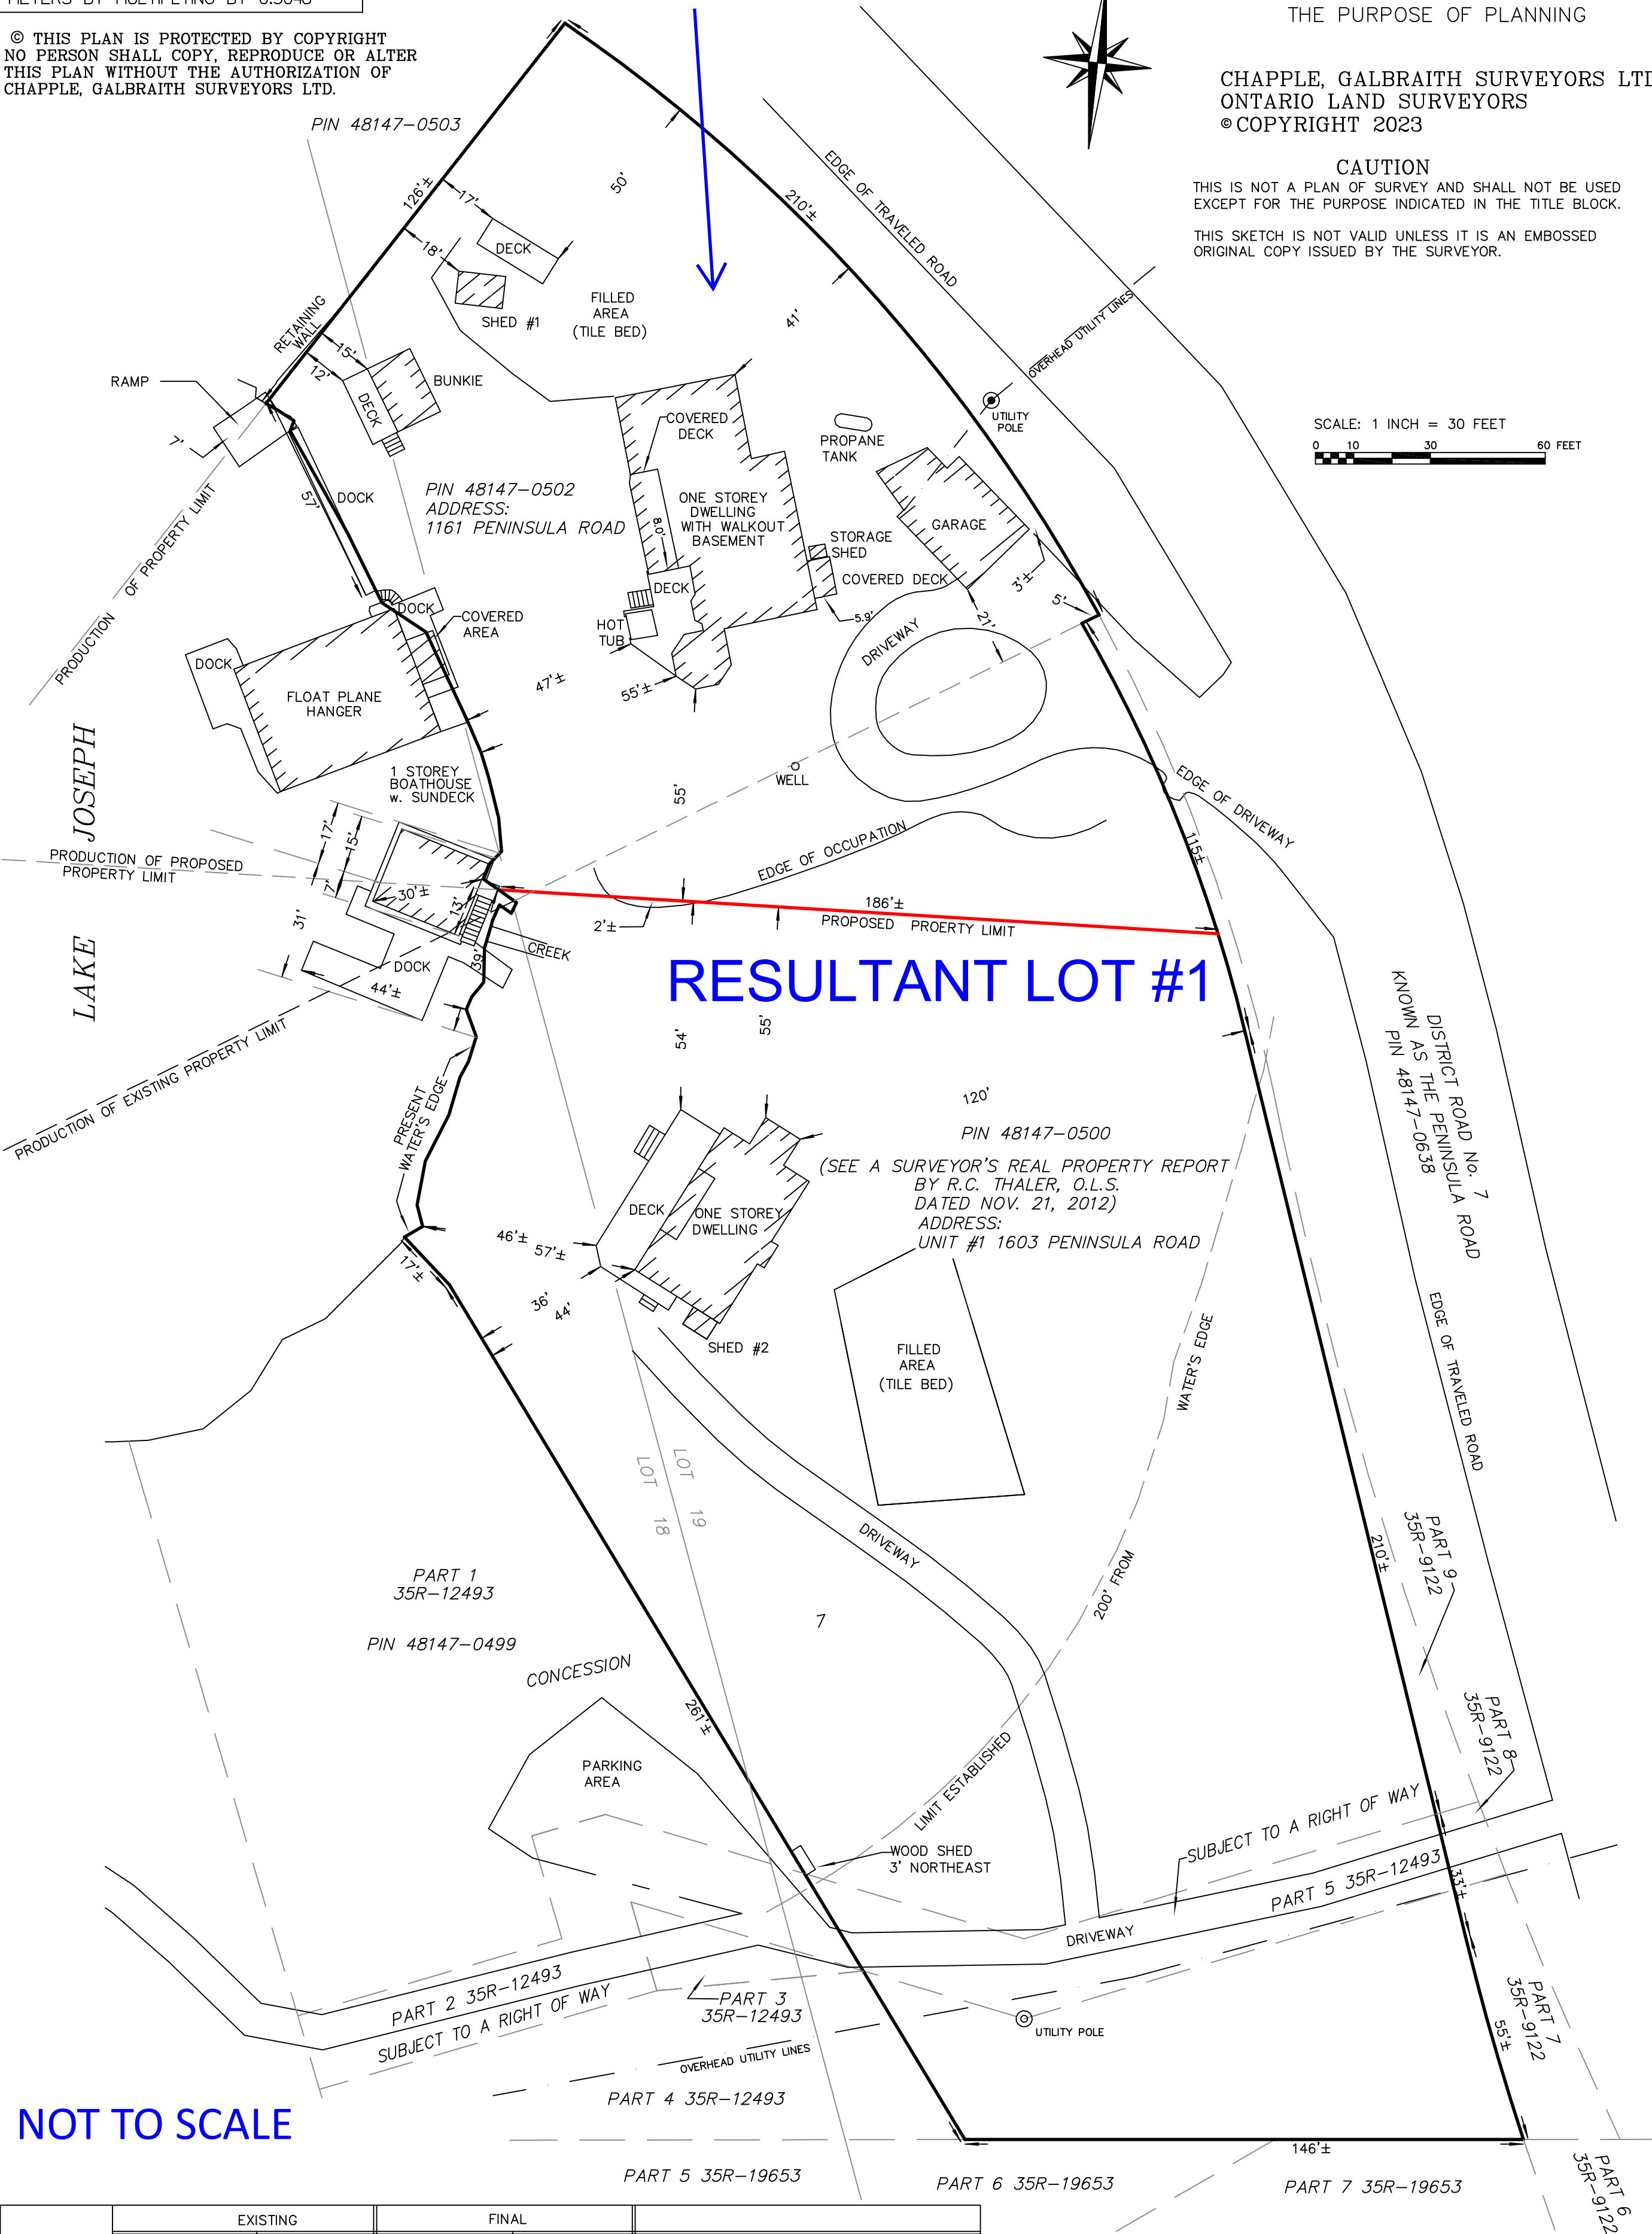 © THIS PLAN IS PROTECTED BY COPYRIGHT
NO PERSON SHALL COPY, REPRODUCE OR ALTER
THIS PLAN WITHOUT THE AUTHORIZATION OF
CHAPPLE, GALBRAITH SURVEYORS LTD.
THE PURPOSE OF PLANNING
CHAPPLE, GALBRAITH SURVEYORS LTD
ONTARIO LAND SURVEYORS
© COPYRIGHT 2023
CAUTION
THIS IS NOT A PLAN OF SURVEY AND SHALL NOT BE USED
EXCEPT FOR THE PURPOSE INDICATED IN THE TITLE BLOCK.
THIS SKETCH IS NOT VALID UNLESS IT IS AN EMBOSSED
ORIGINAL COPY ISSUED BY THE SURVEYOR.
SCALE: 1 INCH = 30 FEET
0 10 30 60 FEET
PIN 48147-0503
126'±
17'
18'
50'
210'±
41'
DECK
SHED #1
FILLED
AREA
(TILE BED)
EDGE OF TRAVELED ROAD
OVERHEAD UTILITY LINES
UTILITY
POLE
RETAINING
WALL
15'
12'
RAMP
7'
DECK
BUNKIE
57'
DOCK
PIN 48147-0502
ADDRESS:
1161 PENINSULA ROAD
COVERED
DECK
8.0'
ONE STOREY
DWELLING
WITH WALKOUT
BASEMENT
PROPANE
TANK
GARAGE
STORAGE
SHED
COVERED DECK
5.9'
3'±
5'
21'
DRIVEWAY
DECK
HOT
TUB
55'±
47'±
PRODUCTION OF PROPERTY LIMIT
DOCK
COVERED
AREA
DOCK
FLOAT PLANE
HANGER
LAKE JOSEPH
1 STOREY
BOATHOUSE
w. SUNDECK
55'
WELL
EDGE OF OCCUPATION
EDGE OF DRIVEWAY
115±
PRODUCTION OF PROPOSED
PROPERTY LIMIT
17'
15'
7'
30'±
13'
31'
2'±
186'±
PROPOSED PROERTY LIMIT
RESULTANT LOT #1
CREEK
39'
DOCK
44'±
PRODUCTION OF EXISTING PROPERTY LIMIT
PRESENT
WATER'S EDGE
54'
55'
120'
PIN 48147-0500
(SEE A SURVEYOR'S REAL PROPERTY REPORT
BY R.C. THALER, O.L.S.
DATED NOV. 21, 2012)
ADDRESS:
UNIT #1 1603 PENINSULA ROAD
DISTRICT ROAD No. 7
KNOWN AS THE PENINSULA ROAD
PIN 48147-0638
DECK
ONE STOREY
DWELLING
46'±
57'±
17'±
36'
44'
SHED #2
FILLED
AREA
(TILE BED)
WATER'S EDGE
EDGE OF TRAVELED ROAD
LOT 19
LOT 18
DRIVEWAY
7
200' FROM
210'±
PART 9
35R-9122
PART 1
35R-12493
PIN 48147-0499
CONCESSION
261'±
PARKING
AREA
LIMIT ESTABLISHED
PART 8
35R-9122
WOOD SHED
3' NORTHEAST
SUBJECT TO A RIGHT OF WAY
PART 5 35R-12493
33'±
DRIVEWAY
PART 2 35R-12493
SUBJECT TO A RIGHT OF WAY
PART 3
35R-12493
UTILITY POLE
OVERHEAD UTILITY LINES
PART 7
35R-9122
55'±
PART 4 35R-12493
NOT TO SCALE
146'±
PART 5 35R-19653
PART 6 35R-19653
PART 7 35R-19653
PART 6
35R-9122
EXISTING
FINAL